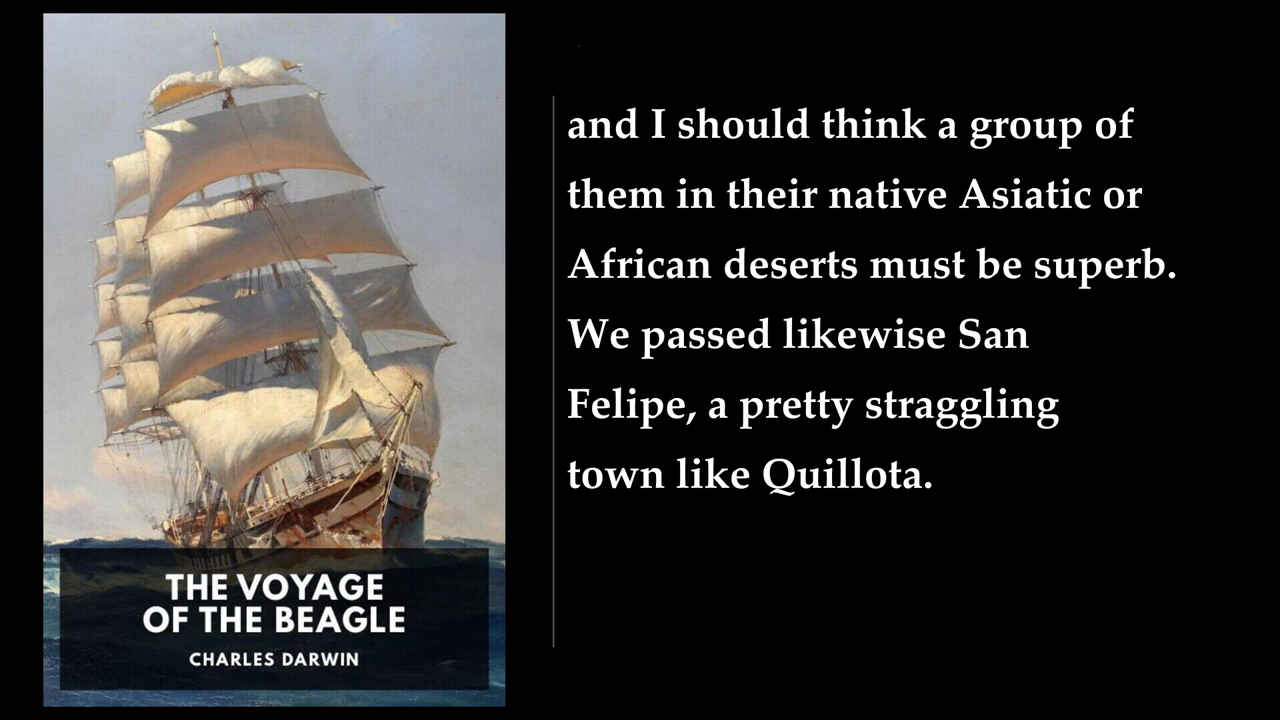 THE VOYAGE
OF THE BEAGLE
CHARLES DARWIN
and I should think a group of
them in their native Asiatic or
African deserts must be superb.
We passed likewise San
Felipe, a pretty straggling
town like Quillota.